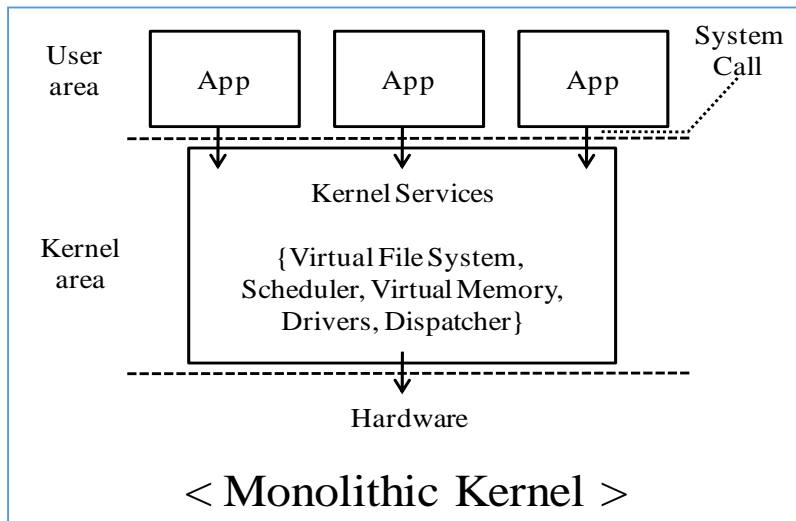 User
area
App
App
App
System
Call
Kernel
area
Kernel Services
{Virtual File System,
Scheduler, Virtual Memory,
Drivers, Dispatcher}
Hardware
< Monolithic Kernel >